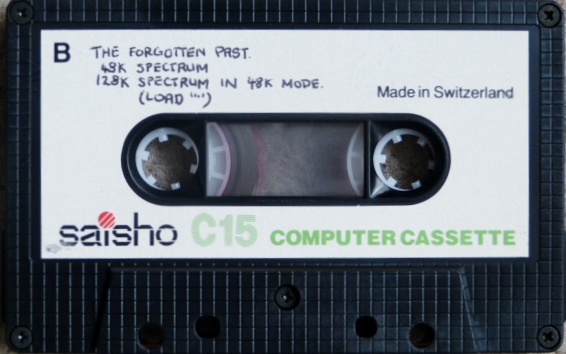 B
THE FORGOTTEN PAST.
48K SPECTRUM
128K SPECTRUM IN 48K MODE.
(LOAD "")
Made in Switzerland
saisho C15 COMPUTER CASSETTE